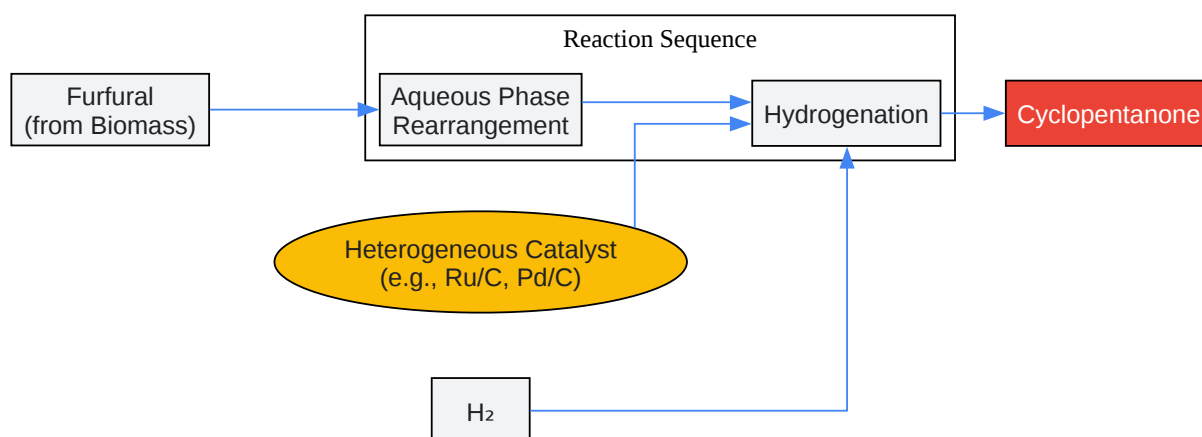 Reaction Sequence
Furfural
(from Biomass)
Aqueous Phase
Rearrangement
Hydrogenation
Cyclopentanone
Heterogeneous Catalyst
(e.g., Ru/C, Pd/C)
H₂